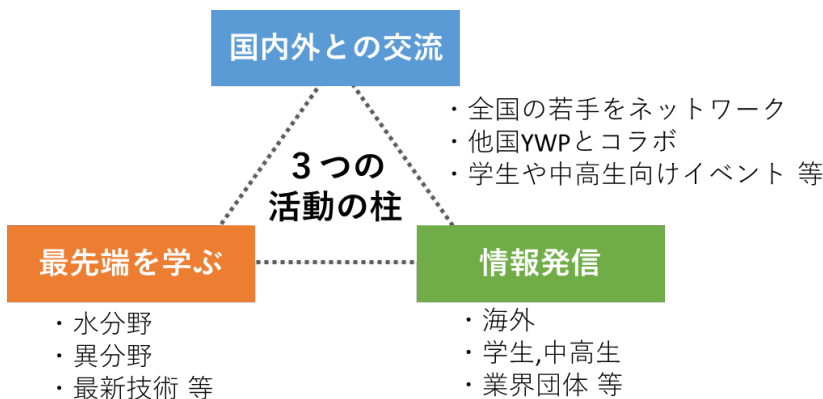 国内外との交流
・全国の若手をネットワーク
・他国YWPとコラボ
・学生や中高生向けイベント 等
３つの
活動の柱
最先端を学ぶ
・水分野
・異分野
・最新技術 等
情報発信
・海外
・学生,中高生
・業界団体 等